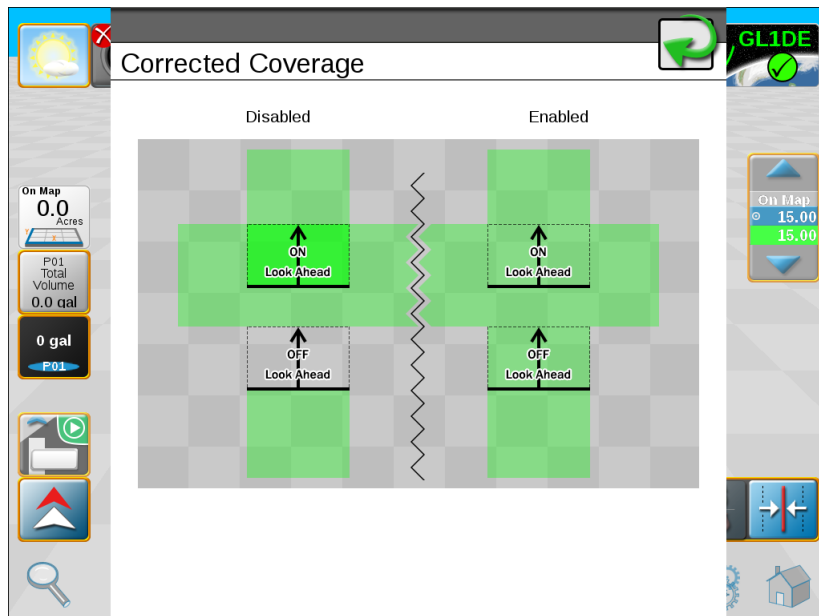 GL1DE
Corrected Coverage
Disabled
Enabled
On Map
0.0
Acres
P01
Total
Volume
0.0 gal
0 gal
P01
ON
Look Ahead
OFF
Look Ahead
ON
Look Ahead
OFF
Look Ahead
On Map
15.00
15.00